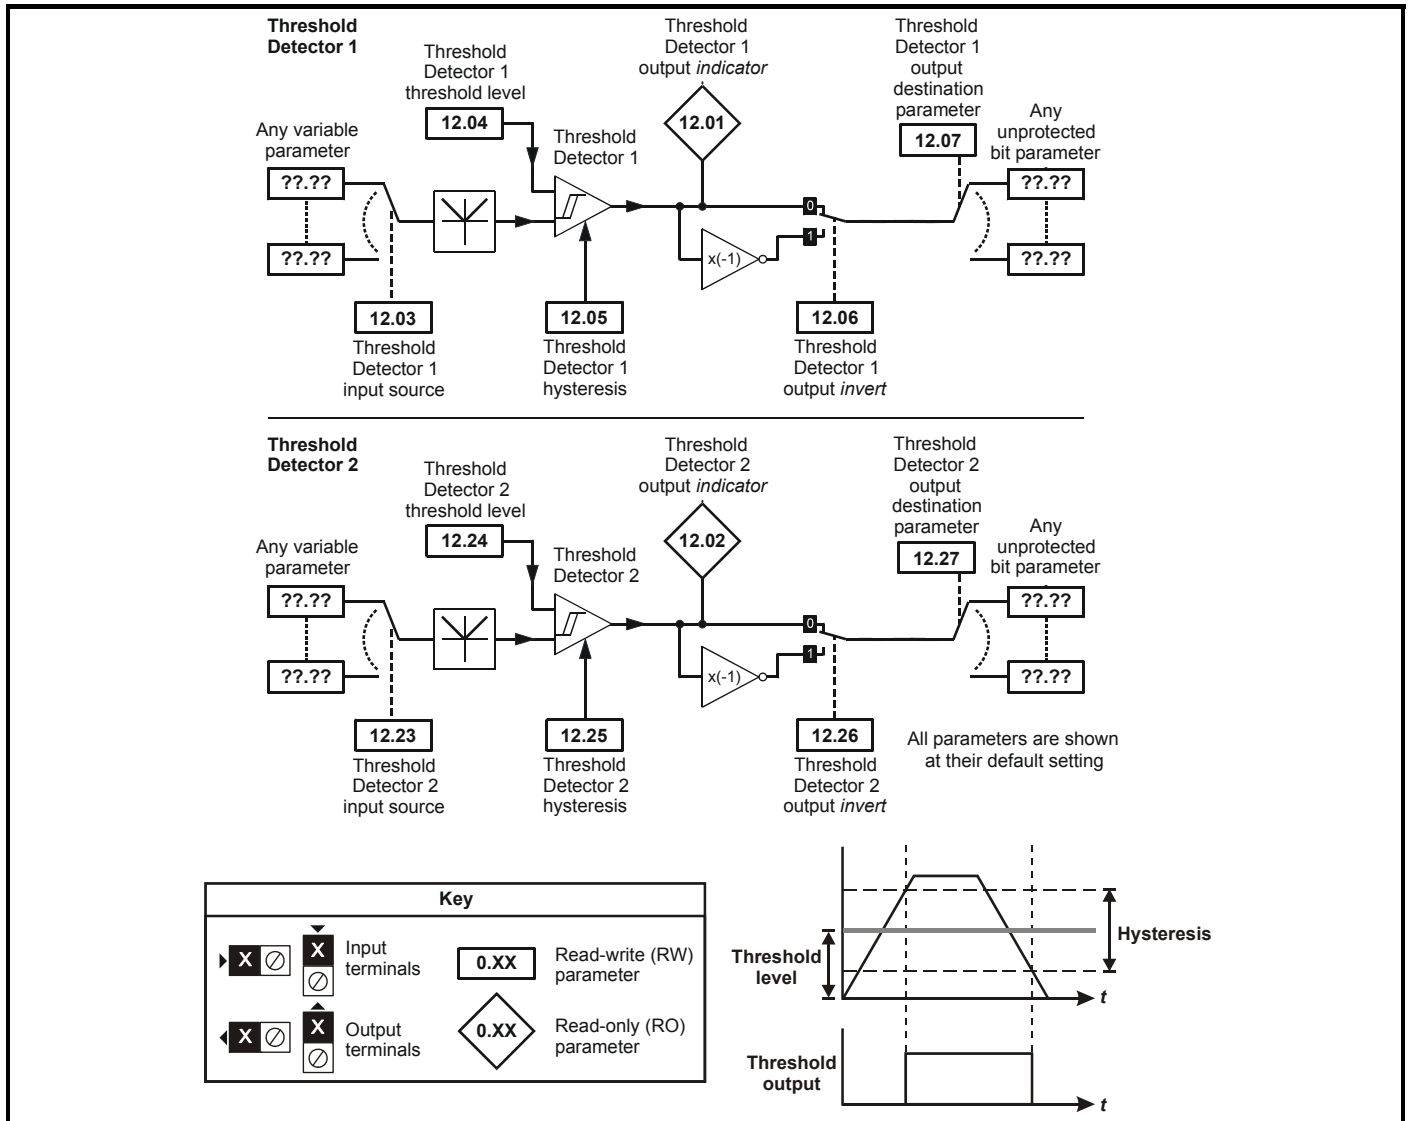 Threshold
Detector 1
Threshold
Detector 1
threshold level
12.04
Threshold
Detector 1
output indicator
12.01
Threshold
Detector 1
output
destination
parameter
12.07
Any variable
parameter
??.??
??.??
Threshold
Detector 1
Any
unprotected
bit parameter
??.??
??.??
0
1
x(-1)
12.03
Threshold
Detector 1
input source
12.05
Threshold
Detector 1
hysteresis
12.06
Threshold
Detector 1
output invert
Threshold
Detector 2
Threshold
Detector 2
threshold level
12.24
Threshold
Detector 2
output indicator
12.02
Threshold
Detector 2
output
destination
parameter
12.27
Any variable
parameter
??.??
??.??
Threshold
Detector 2
Any
unprotected
bit parameter
??.??
??.??
0
1
x(-1)
12.23
Threshold
Detector 2
input source
12.25
Threshold
Detector 2
hysteresis
12.26
Threshold
Detector 2
output invert
All parameters are shown
at their default setting
Key
X
X
Input
terminals
0.XX
Read-write (RW)
parameter
X
X
Output
terminals
0.XX
Read-only (RO)
parameter
Threshold
level
Hysteresis
t
Threshold
output
t